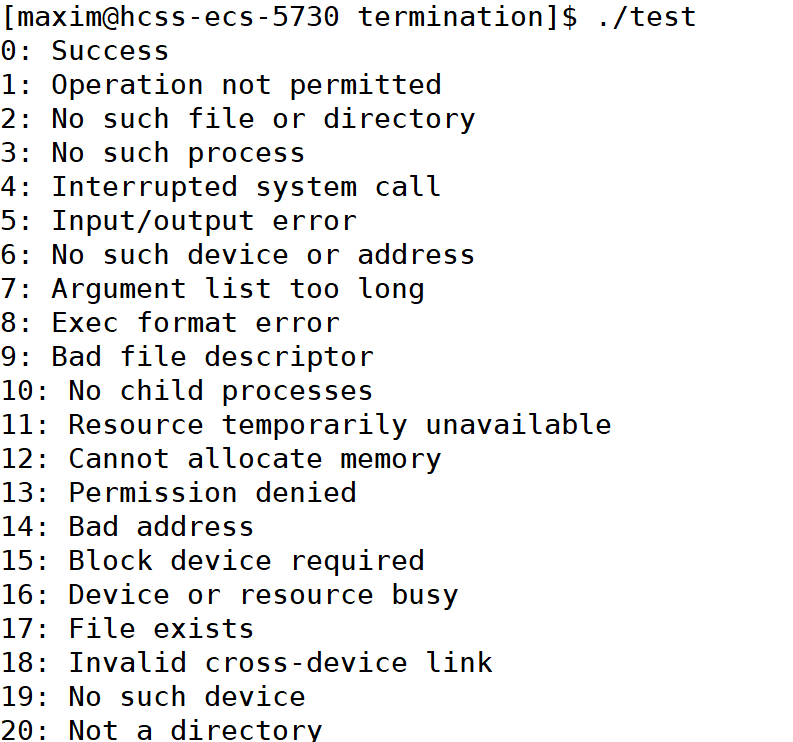 [maxim@hcss-ecs-5730 termination]$ ./test
0: Success
1: Operation not permitted
2: No such file or directory
3: No such process
4: Interrupted system call
5: Input/output error
6: No such device or address
7: Argument list too long
8: Exec format error
9: Bad file descriptor
10: No child processes
11: Resource temporarily unavailable
12: Cannot allocate memory
13: Permission denied
14: Bad address
15: Block device required
16: Device or resource busy
17: File exists
18: Invalid cross-device link
19: No such device
20: Not a directory